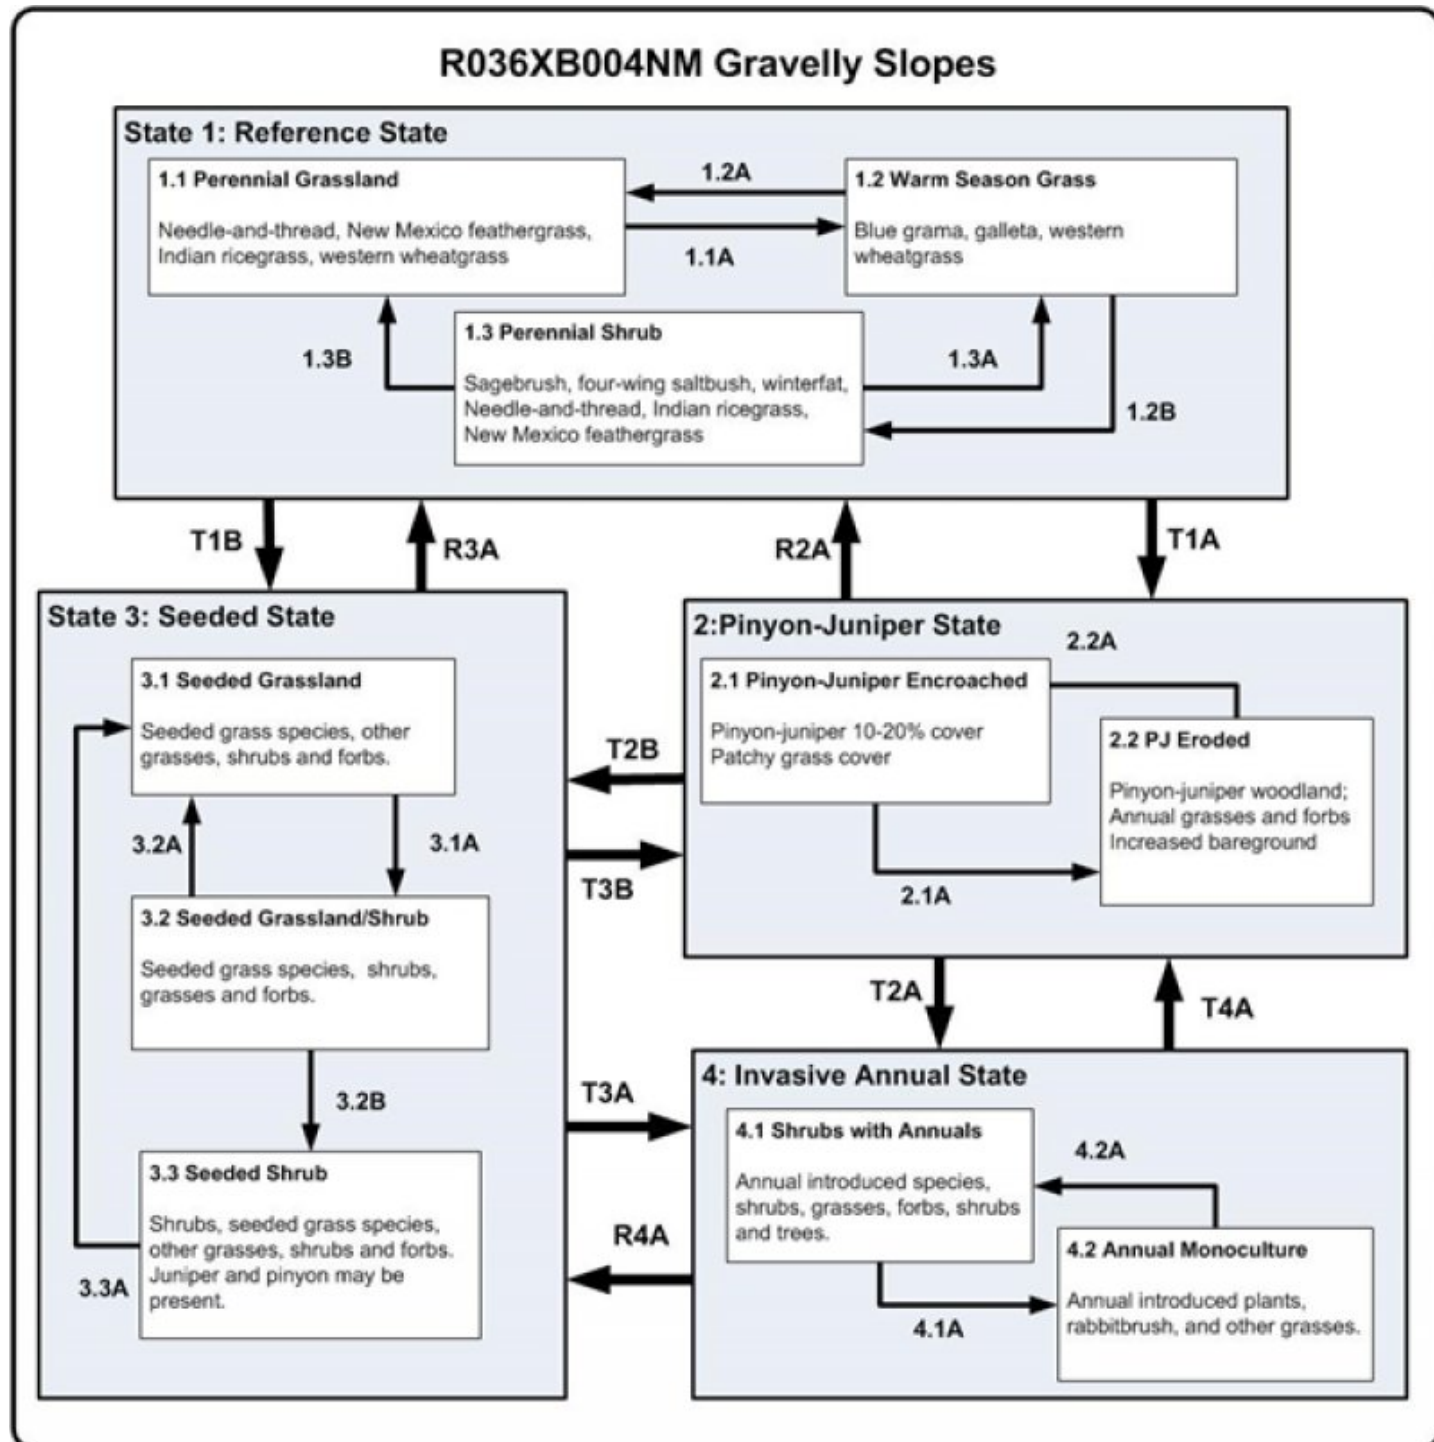 R036XB004NM Gravelly Slopes
State 1: Reference State
1.1 Perennial Grassland
Needle-and-thread, New Mexico feathergrass,
Indian ricegrass, western wheatgrass
1.2A
1.1A
1.2 Warm Season Grass
Blue grama, galleta, western
wheatgrass
1.3B
1.3 Perennial Shrub
Sagebrush, four-wing saltbush, winterfat,
Needle-and-thread, Indian ricegrass,
New Mexico feathergrass
1.3A
1.2B
T1B
R3A
R2A
T1A
State 3: Seeded State
3.1 Seeded Grassland
Seeded grass species, other
grasses, shrubs and forbs.
3.2A
3.1A
3.2 Seeded Grassland/Shrub
Seeded grass species,  shrubs,
grasses and forbs.
3.2B
3.3 Seeded Shrub
Shrubs, seeded grass species,
other grasses, shrubs and forbs.
Juniper and pinyon may be
present.
3.3A
T2B
T3B
2:Pinyon-Juniper State
2.2A
2.1 Pinyon-Juniper Encroached
Pinyon-juniper 10-20% cover
Patchy grass cover
2.2 PJ Eroded
Pinyon-juniper woodland;
Annual grasses and forbs
Increased bareground
2.1A
T2A
T4A
T3A
R4A
4: Invasive Annual State
4.1 Shrubs with Annuals
Annual introduced species,
shrubs, grasses, forbs, shrubs
and trees.
4.2A
4.2 Annual Monoculture
Annual introduced plants,
rabbitbrush, and other grasses.
4.1A